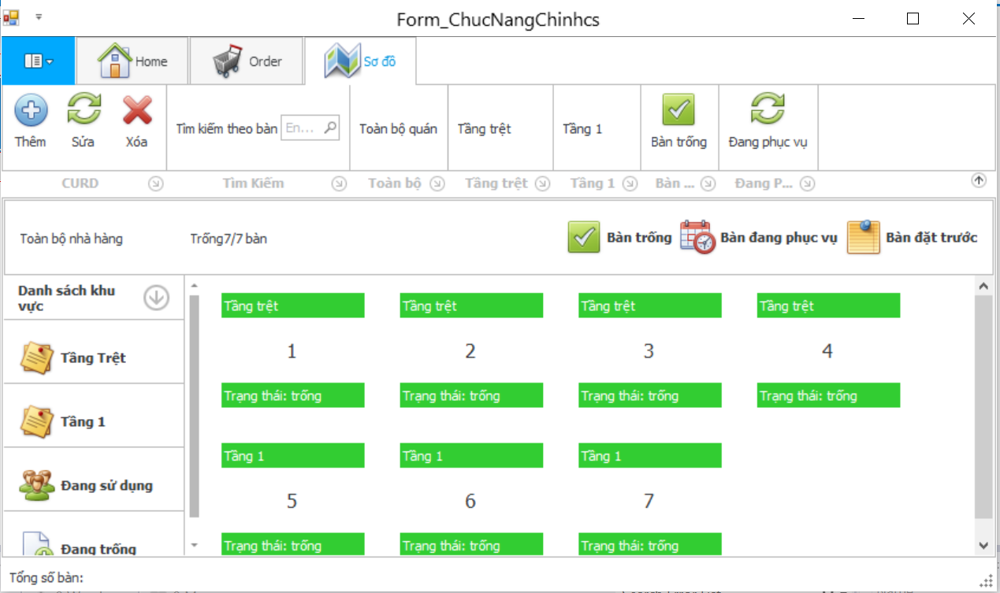 Form_ChucNangChinhcs
Home
Order
Sơ đồ
Thêm
Sửa
Xóa
Tìm kiếm theo bàn
En...
Toàn bộ quán
Tầng trệt
Tầng 1
Bàn trống
Đang phục vụ
CURD
Tìm Kiếm
Toàn bộ
Tầng trệt
Tầng 1
Bàn ...
Đang P...
Toàn bộ nhà hàng
Trống7/7 bàn
Bàn trống
Bàn đang phục vụ
Bàn đặt trước
Danh sách khu
vực
Tầng Trệt
Tầng 1
Đang sử dụng
Đang trống
Tầng trệt
Tầng trệt
Tầng trệt
Tầng trệt
1
2
3
4
Trạng thái: trống
Trạng thái: trống
Trạng thái: trống
Trạng thái: trống
Tầng 1
Tầng 1
Tầng 1
5
6
7
Trạng thái: trống
Trạng thái: trống
Trạng thái: trống
Tổng số bàn: